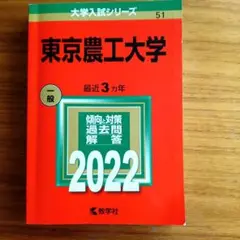 大学入試シリーズ
51
東京農工大学
最近3カ年
一般
傾向と対策
過去問
解答
2022
教学社